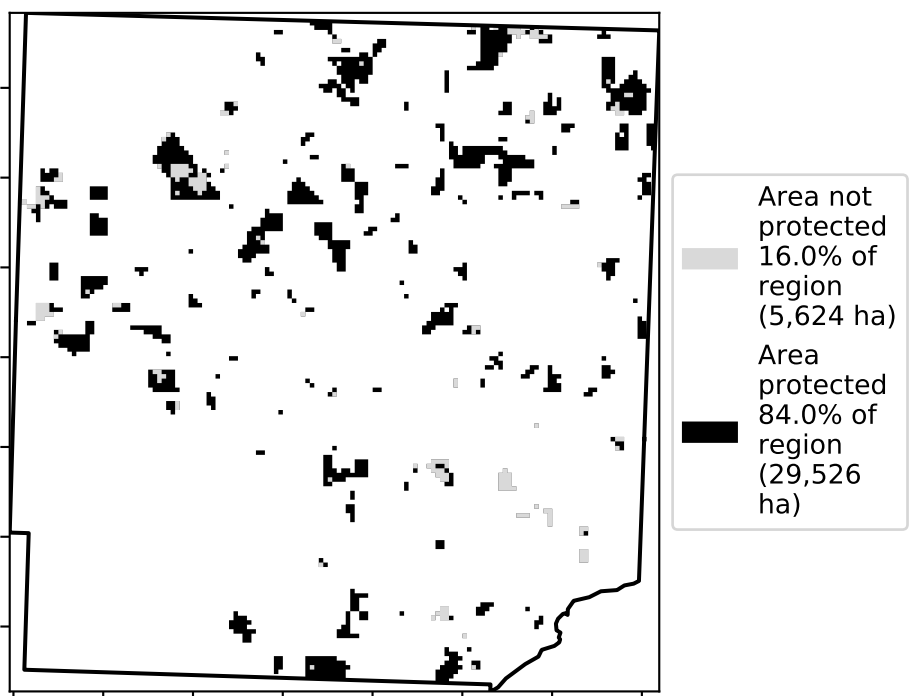 Area not
protected
16.0% of
region
(5,624 ha)
Area
protected
84.0% of
region
(29,526
ha)